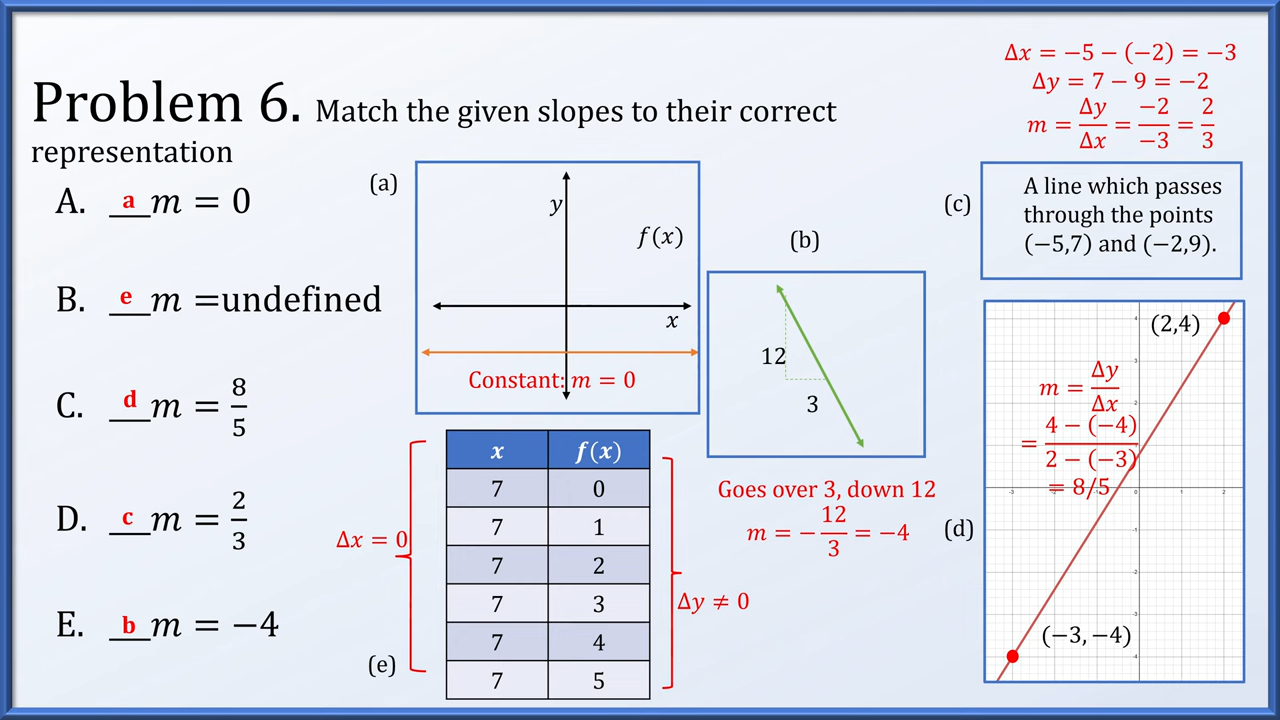 Problem 6. Match the given slopes to their correct
representation
A. a m = 0
B. e m =undefined
C. d m = 8/5
D. c m = 2/3
E. b m = −4
(a)
y
f(x)
x
Constant: m = 0
(b)
12
3
Goes over 3, down 12
m = −12/3 = −4
Δx = −5 − (−2) = −3
Δy = 7 − 9 = −2
m = Δy/Δx = −2/−3 = 2/3
(c)
A line which passes
through the points
(−5,7) and (−2,9).
(d)
(2,4)
m = Δy/Δx
= 4 − (−4)/2 − (−3)
= 8/5
(−3, −4)
(e)
x f(x)
7 0
7 1
7 2
7 3
7 4
7 5
Δx = 0
Δy ≠ 0